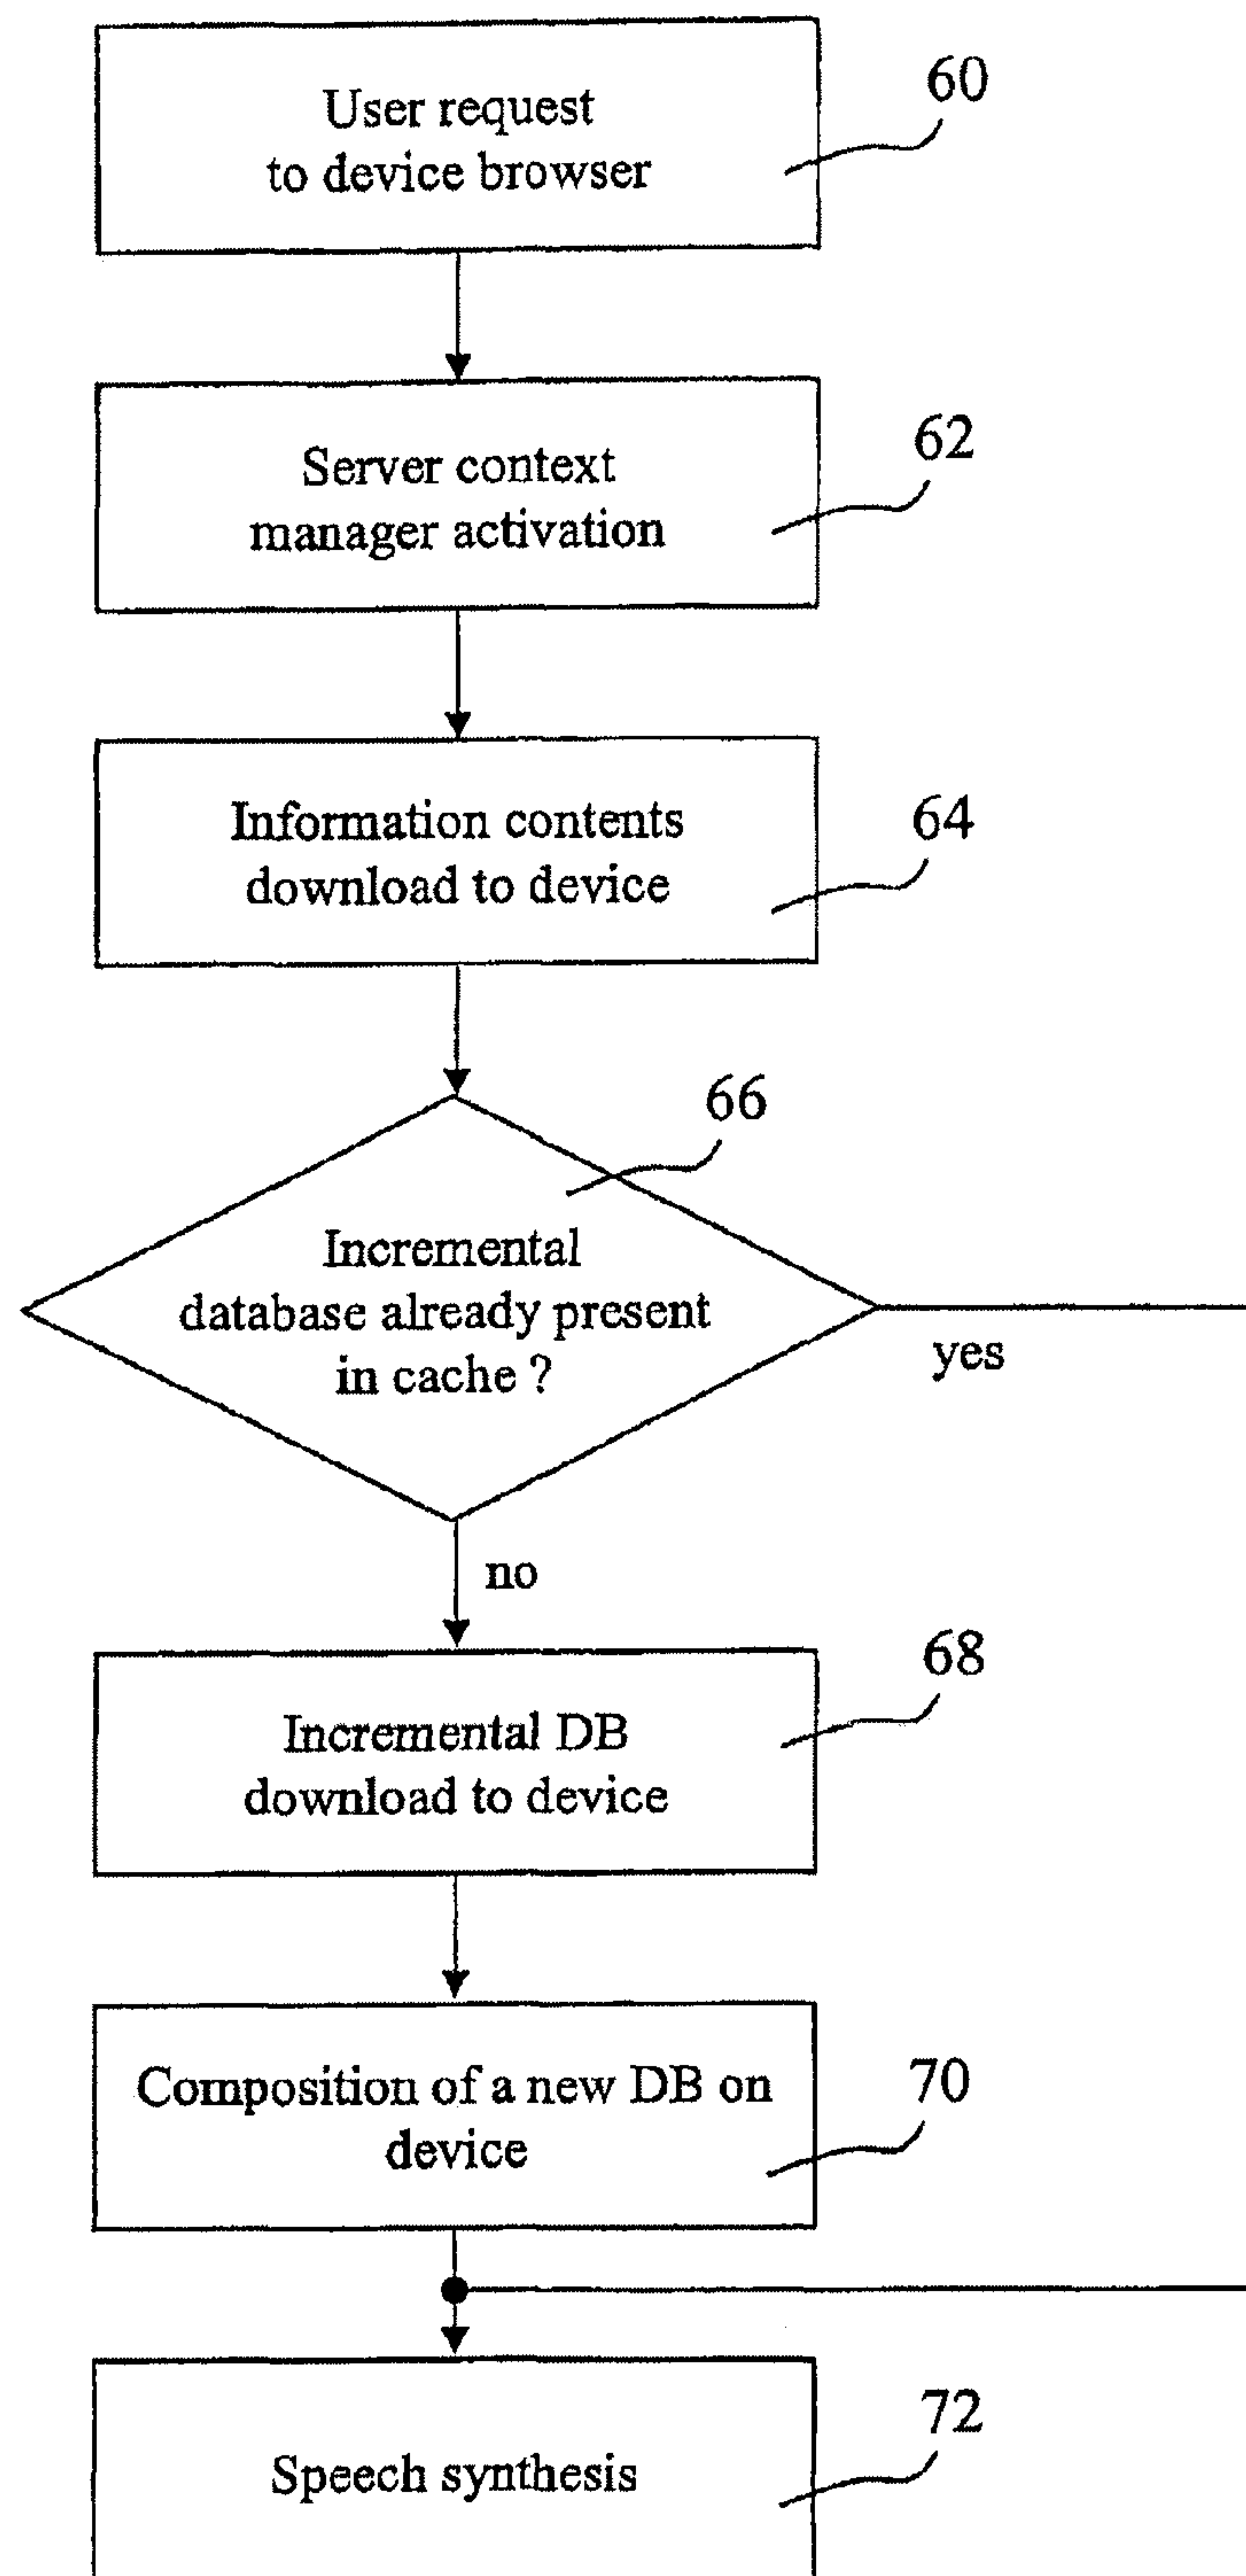 User request
to device browser
60
Server context
manager activation
62
Information contents
download to device
64
66
Incremental
database already present
in cache ?
yes
no
Incremental DB
download to device
68
Composition of a new DB on
device
70
Speech synthesis
72